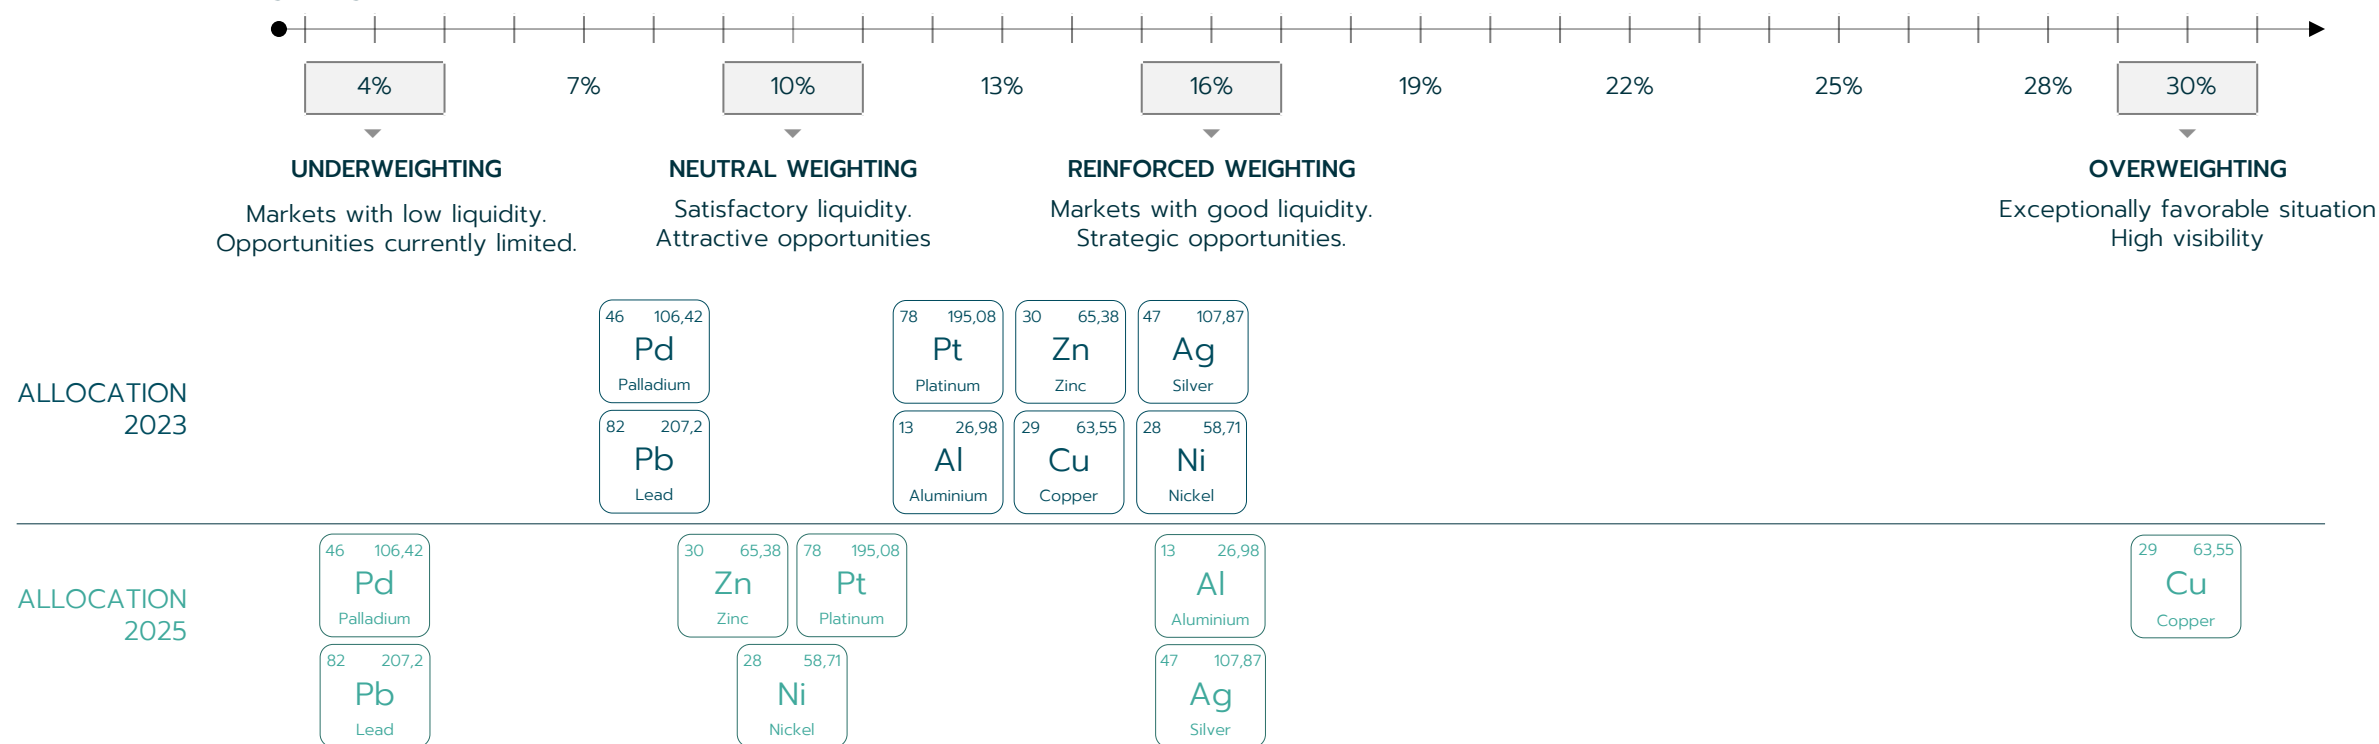 4%
7%
10%
13%
16%
19%
22%
25%
28%
30%
UNDERWEIGHTING
Markets with low liquidity.
Opportunities currently limited.
NEUTRAL WEIGHTING
Satisfactory liquidity.
Attractive opportunities
REINFORCED WEIGHTING
Markets with good liquidity.
Strategic opportunities.
OVERWEIGHTING
Exceptionally favorable situation
High visibility
ALLOCATION
2023
46 106,42
Pd
Palladium
78 195,08
Pt
Platinum
30 65,38
Zn
Zinc
47 107,87
Ag
Silver
82 207,2
Pb
Lead
13 26,98
Al
Aluminium
29 63,55
Cu
Copper
28 58,71
Ni
Nickel
ALLOCATION
2025
46 106,42
Pd
Palladium
30 65,38
Zn
Zinc
78 195,08
Pt
Platinum
13 26,98
Al
Aluminium
29 63,55
Cu
Copper
82 207,2
Pb
Lead
28 58,71
Ni
Nickel
47 107,87
Ag
Silver